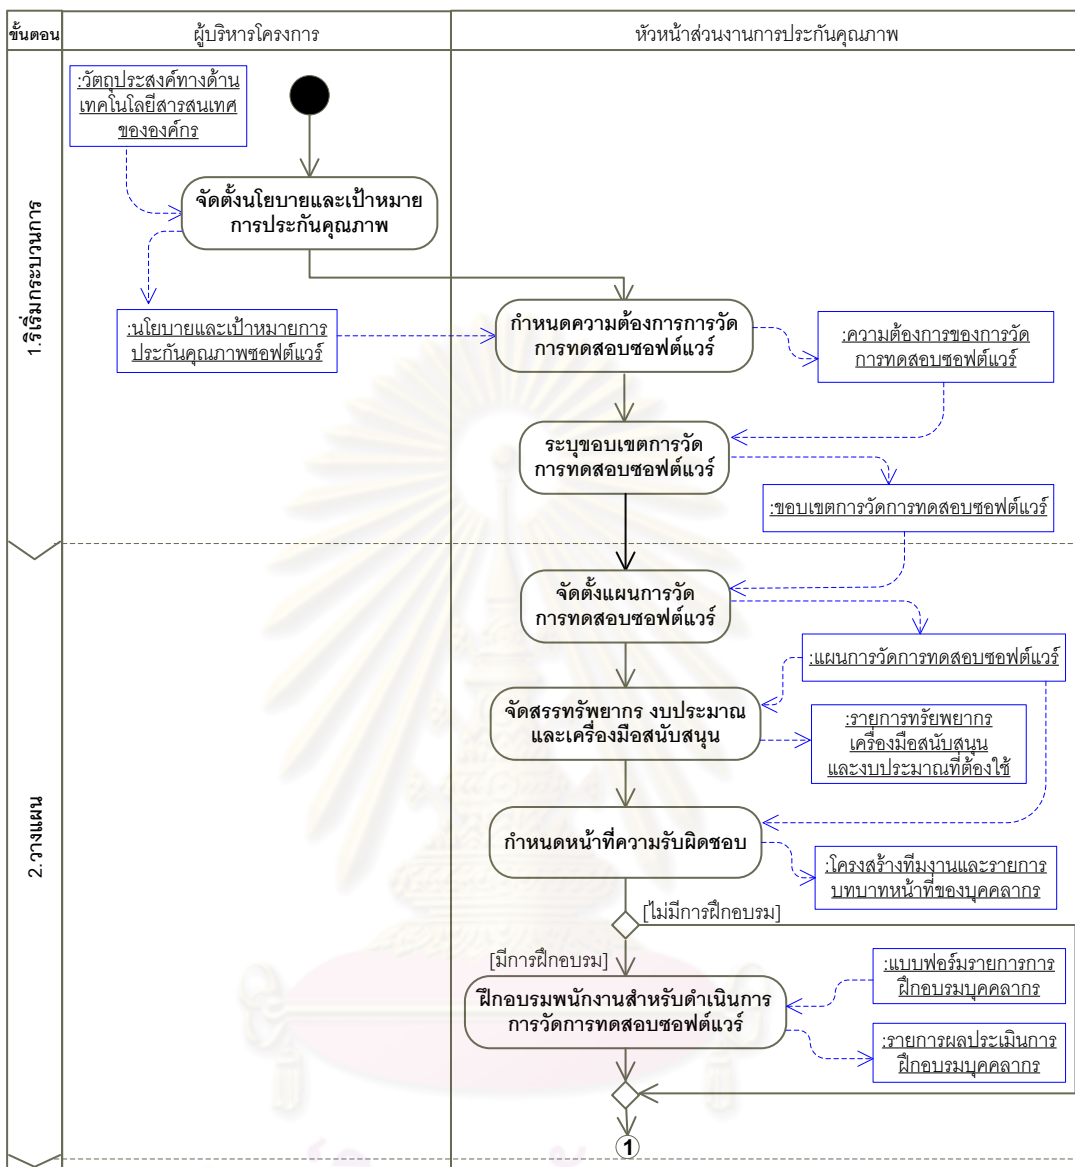 ขั้นตอน
ผู้บริหารโครงการ
หัวหน้าส่วนงานการประกันคุณภาพ
1.ริเริ่มกระบวนการ
:วัตถุประสงค์ทางด้าน
เทคโนโลยีสารสนเทศ
ขององค์กร
จัดตั้งนโยบายและเป้าหมาย
การประกันคุณภาพ
:นโยบายและเป้าหมายการ
ประกันคุณภาพซอฟต์แวร์
กำหนดความต้องการการวัด
การทดสอบซอฟต์แวร์
:ความต้องการของการวัด
การทดสอบซอฟต์แวร์
ระบุขอบเขตการวัด
การทดสอบซอฟต์แวร์
:ขอบเขตการวัดการทดสอบซอฟต์แวร์
2.วางแผน
จัดตั้งแผนการวัด
การทดสอบซอฟต์แวร์
:แผนการวัดการทดสอบซอฟต์แวร์
จัดสรรทรัพยากร งบประมาณ
และเครื่องมือสนับสนุน
:รายการทรัยพยากร
เครื่องมือสนับสนุน
และงบประมาณที่ต้องใช้
กำหนดหน้าที่ความรับผิดชอบ
:โครงสร้างทีมงานและรายการ
บทบาทหน้าที่ของบุคคลากร
[ไม่มีการฝึกอบรม]
[มีการฝึกอบรม]
ฝึกอบรมพนักงานสำหรับดำเนินการ
การวัดการทดสอบซอฟต์แวร์
:แบบฟอร์มรายการการ
ฝึกอบรมบุคคลากร
:รายการผลประเมินการ
ฝึกอบรมบุคคลากร
1